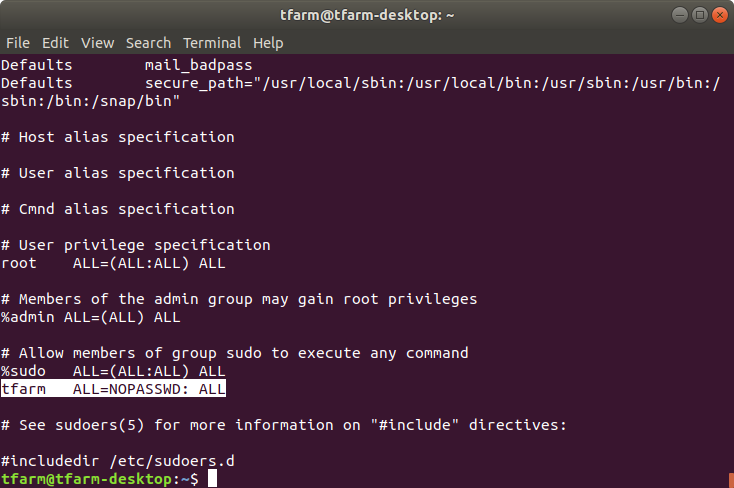 tfarm@tfarm-desktop: ~
File Edit View Search Terminal Help
Defaults        mail_badpass
Defaults        secure_path="/usr/local/sbin:/usr/local/bin:/usr/sbin:/usr/bin:/
sbin:/bin:/snap/bin"
# Host alias specification
# User alias specification
# Cmnd alias specification
# User privilege specification
root    ALL=(ALL:ALL) ALL
# Members of the admin group may gain root privileges
%admin ALL=(ALL) ALL
# Allow members of group sudo to execute any command
%sudo   ALL=(ALL:ALL) ALL
tfarm   ALL=NOPASSWD: ALL
# See sudoers(5) for more information on "#include" directives:
#includedir /etc/sudoers.d
tfarm@tfarm-desktop:~$